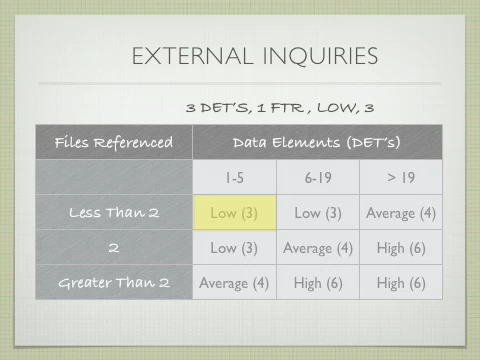 EXTERNAL INQUIRIES
3 DET'S, 1 FTR , LOW, 3
Files Referenced Data Elements (DET's)
1-5 6-19 > 19
Less Than 2 Low (3) Low (3) Average (4)
2 Low (3) Average (4) High (6)
Greater Than 2 Average (4) High (6) High (6)